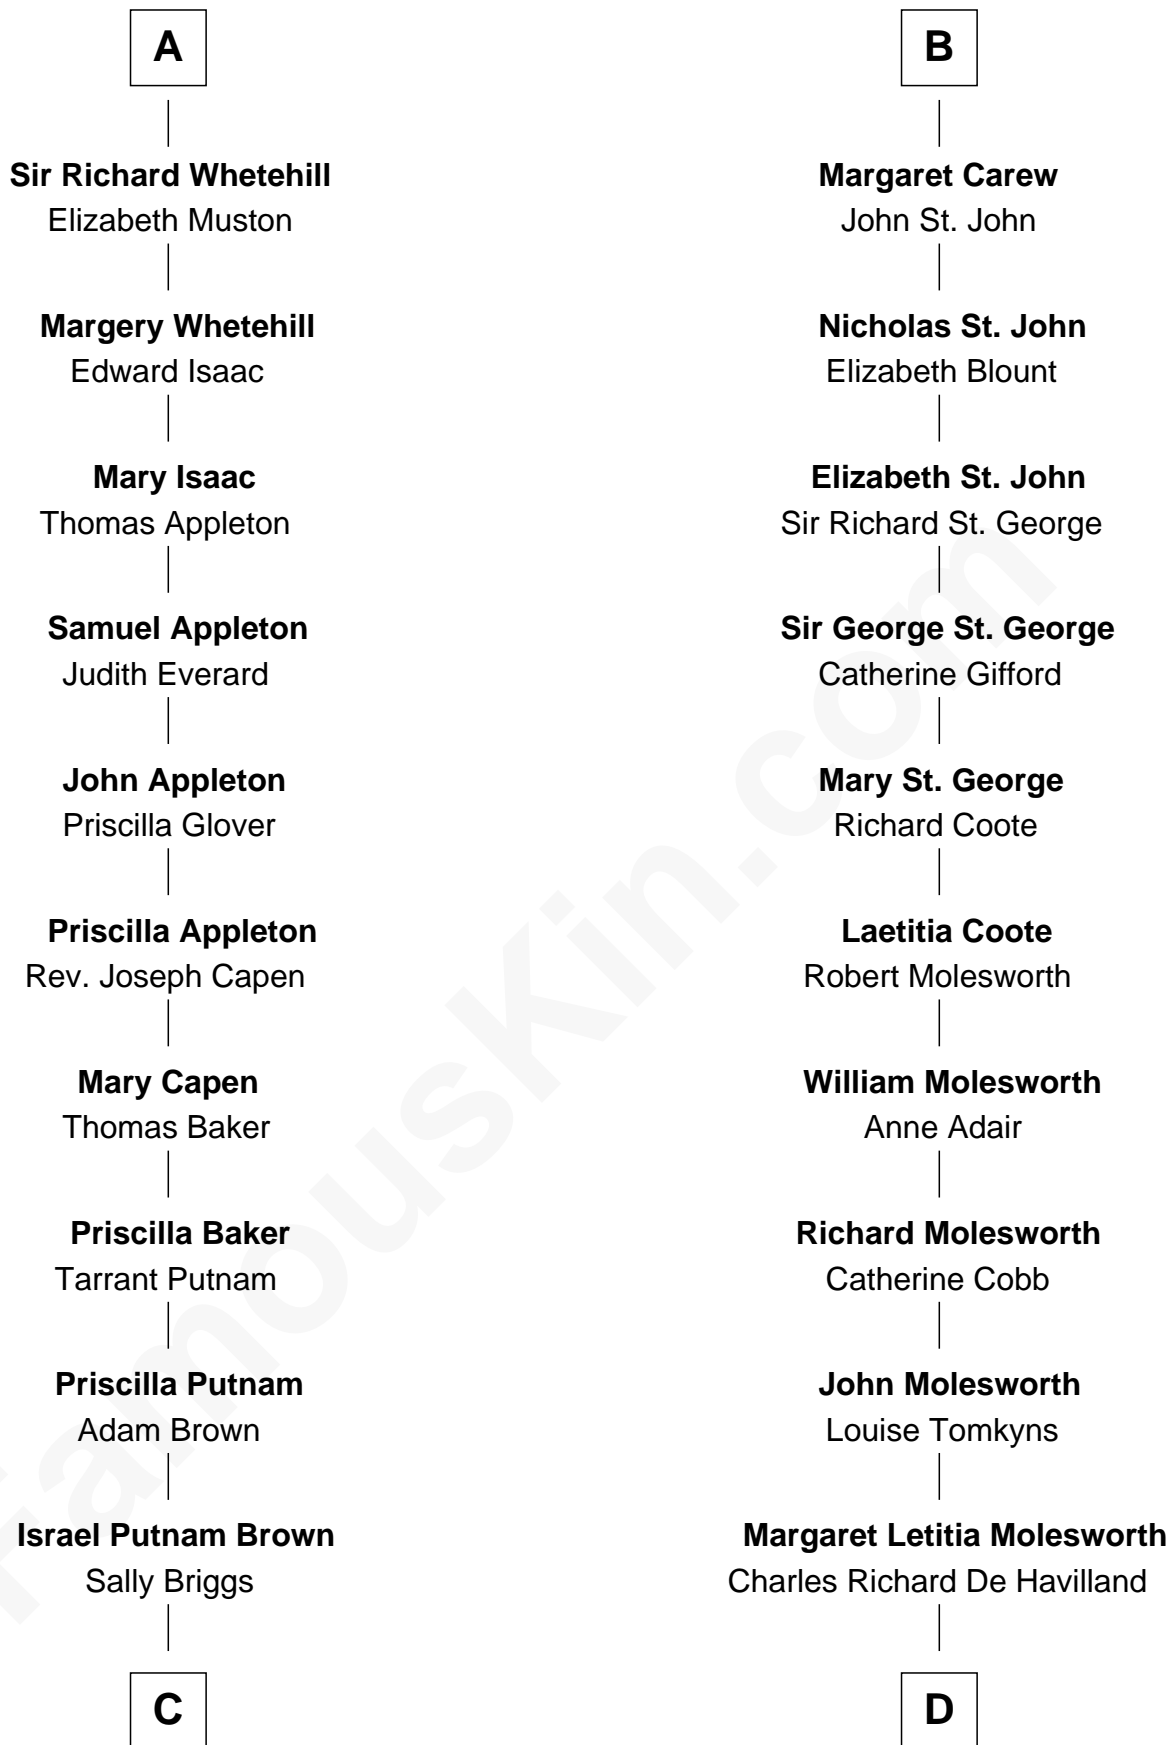 A
Sir Richard Whetehill
Elizabeth Muston
Margery Whetehill
Edward Isaac
Mary Isaac
Thomas Appleton
Samuel Appleton
Judith Everard
John Appleton
Priscilla Glover
Priscilla Appleton
Rev. Joseph Capen
Mary Capen
Thomas Baker
Priscilla Baker
Tarrant Putnam
Priscilla Putnam
Adam Brown
Israel Putnam Brown
Sally Briggs
C
B
Margaret Carew
John St. John
Nicholas St. John
Elizabeth Blount
Elizabeth St. John
Sir Richard St. George
Sir George St. George
Catherine Gifford
Mary St. George
Richard Coote
Laetitia Coote
Robert Molesworth
William Molesworth
Anne Adair
Richard Molesworth
Catherine Cobb
John Molesworth
Louise Tomkyns
Margaret Letitia Molesworth
Charles Richard De Havilland
D
FamousKin.com